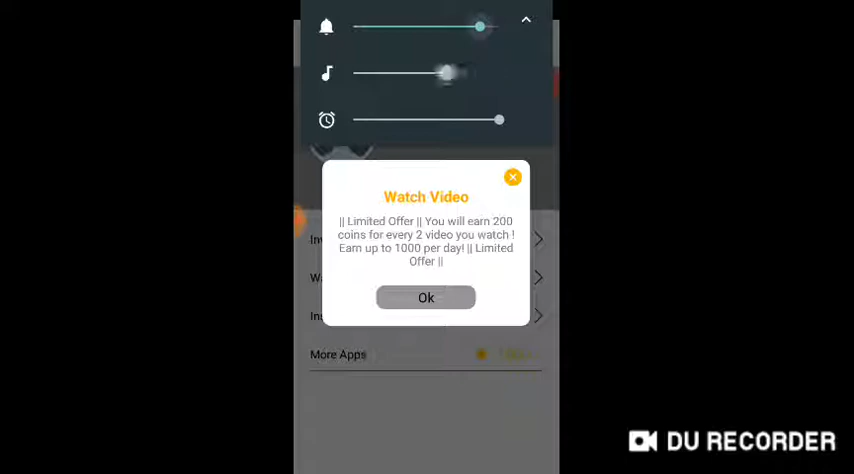 Watch Video
|| Limited Offer || You will earn 200
coins for every 2 video you watch !
Earn up to 1000 per day! || Limited
Offer ||
Ok
More Apps
DU RECORDER